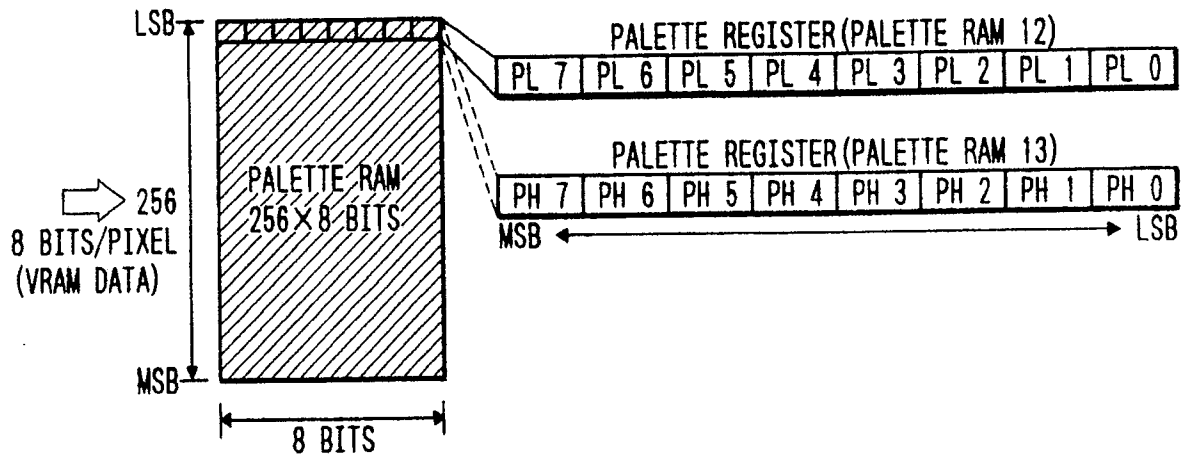 LSB
PALETTE REGISTER(PALETTE RAM 12)
PL 7 PL 6 PL 5 PL 4 PL 3 PL 2 PL 1 PL 0
PALETTE REGISTER(PALETTE RAM 13)
PH 7 PH 6 PH 5 PH 4 PH 3 PH 2 PH 1 PH 0
MSB LSB
PALETTE RAM
256×8 BITS
256
8 BITS/PIXEL
(VRAM DATA)
MSB
8 BITS